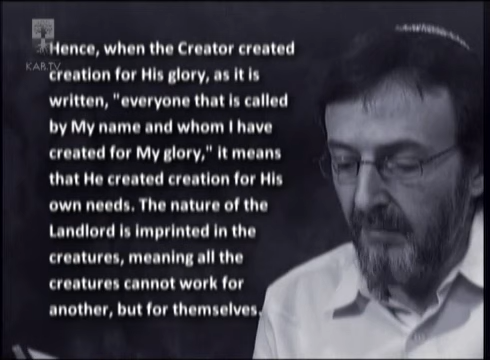 KAB.TV
Hence, when the Creator created
creation for His glory, as it is
written, "everyone that is called
by My name and whom I have
created for My glory," it means
that He created creation for His
own needs. The nature of the
Landlord is imprinted in the
creatures, meaning all the
creatures cannot work for
another, but for themselves.